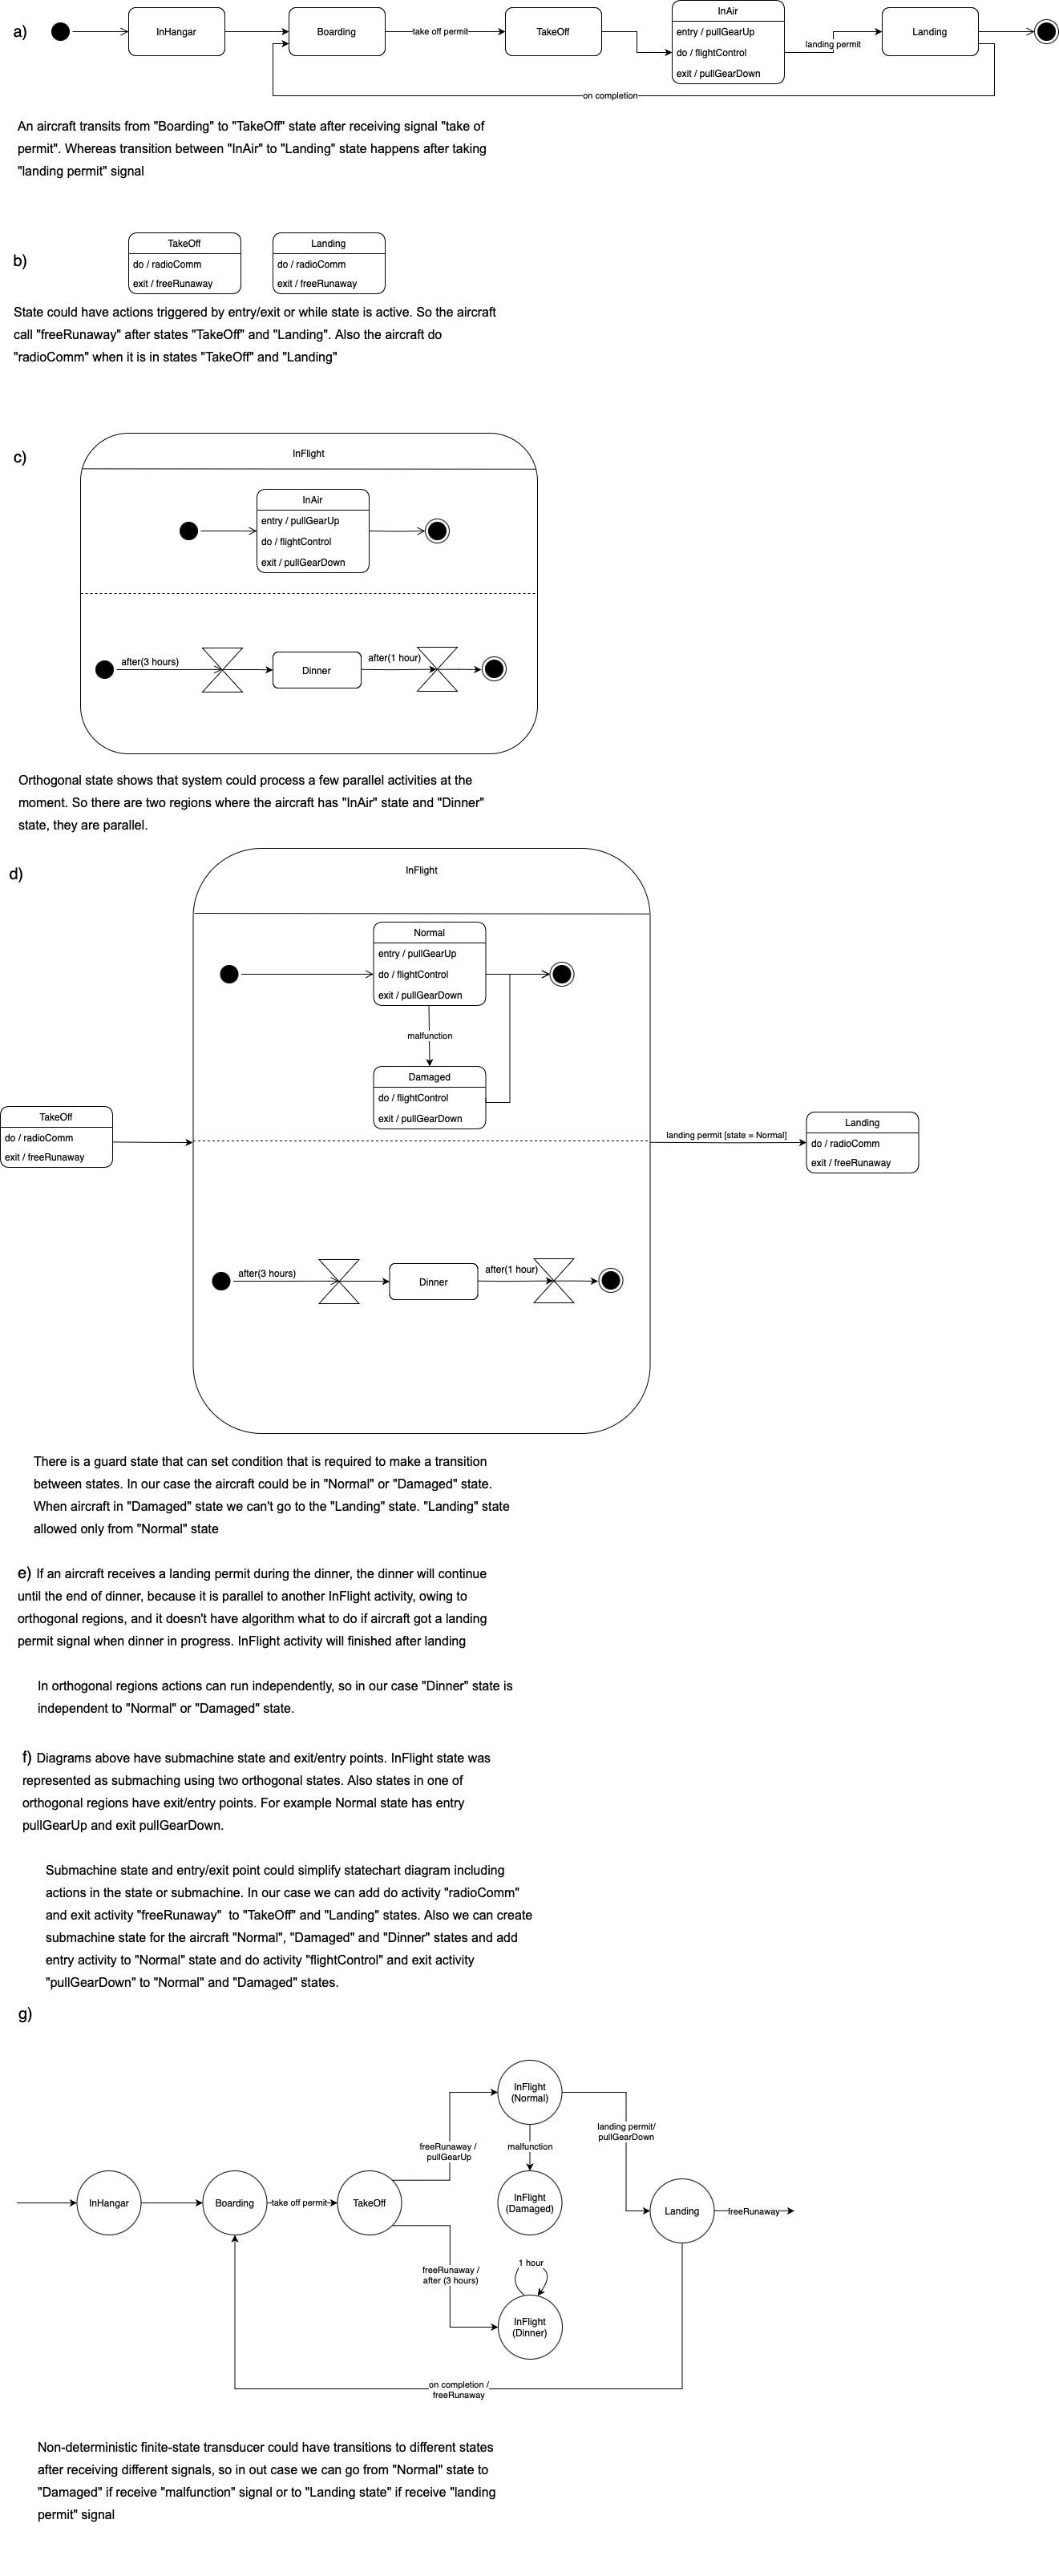 a)
InHangar
Boarding
take off permit
TakeOff
InAir
entry / pullGearUp
do / flightControl
exit / pullGearDown
landing permit
Landing
on completion
An aircraft transits from "Boarding" to "TakeOff" state after receiving signal "take of
permit". Whereas transition between "InAir" to "Landing" state happens after taking
"landing permit" signal
b)
TakeOff
do / radioComm
exit / freeRunaway
Landing
do / radioComm
exit / freeRunaway
State could have actions triggered by entry/exit or while state is active. So the aircraft
call "freeRunaway" after states "TakeOff" and "Landing". Also the aircraft do
"radioComm" when it is in states "TakeOff" and "Landing"
c)
InFlight
InAir
entry / pullGearUp
do / flightControl
exit / pullGearDown
after(3 hours)
Dinner
after(1 hour)
Orthogonal state shows that system could process a few parallel activities at the
moment. So there are two regions where the aircraft has "InAir" state and "Dinner"
state, they are parallel.
d)
InFlight
Normal
entry / pullGearUp
do / flightControl
exit / pullGearDown
malfunction
Damaged
do / flightControl
exit / pullGearDown
TakeOff
do / radioComm
exit / freeRunaway
landing permit [state = Normal]
Landing
do / radioComm
exit / freeRunaway
after(3 hours)
Dinner
after(1 hour)
There is a guard state that can set condition that is required to make a transition
between states. In our case the aircraft could be in "Normal" or "Damaged" state.
When aircraft in "Damaged" state we can't go to the "Landing" state. "Landing" state
allowed only from "Normal" state
e) If an aircraft receives a landing permit during the dinner, the dinner will continue
until the end of dinner, because it is parallel to another InFlight activity, owing to
orthogonal regions, and it doesn't have algorithm what to do if aircraft got a landing
permit signal when dinner in progress. InFlight activity will finished after landing
In orthogonal regions actions can run independently, so in our case "Dinner" state is
independent to "Normal" or "Damaged" state.
f) Diagrams above have submachine state and exit/entry points. InFlight state was
represented as submaching using two orthogonal states. Also states in one of
orthogonal regions have exit/entry points. For example Normal state has entry
pullGearUp and exit pullGearDown.
Submachine state and entry/exit point could simplify statechart diagram including
actions in the state or submachine. In our case we can add do activity "radioComm"
and exit activity "freeRunaway" to "TakeOff" and "Landing" states. Also we can create
submachine state for the aircraft "Normal", "Damaged" and "Dinner" states and add
entry activity to "Normal" state and do activity "flightControl" and exit activity
"pullGearDown" to "Normal" and "Damaged" states.
g)
InFlight
(Normal)
landing permit/
pullGearDown
freeRunaway /
pullGearUp
malfunction
InHangar
Boarding
take off permit
TakeOff
InFlight
(Damaged)
Landing
freeRunaway
freeRunaway /
after (3 hours)
1 hour
InFlight
(Dinner)
on completion /
freeRunaway
Non-deterministic finite-state transducer could have transitions to different states
after receiving different signals, so in out case we can go from "Normal" state to
"Damaged" if receive "malfunction" signal or to "Landing state" if receive "landing
permit" signal